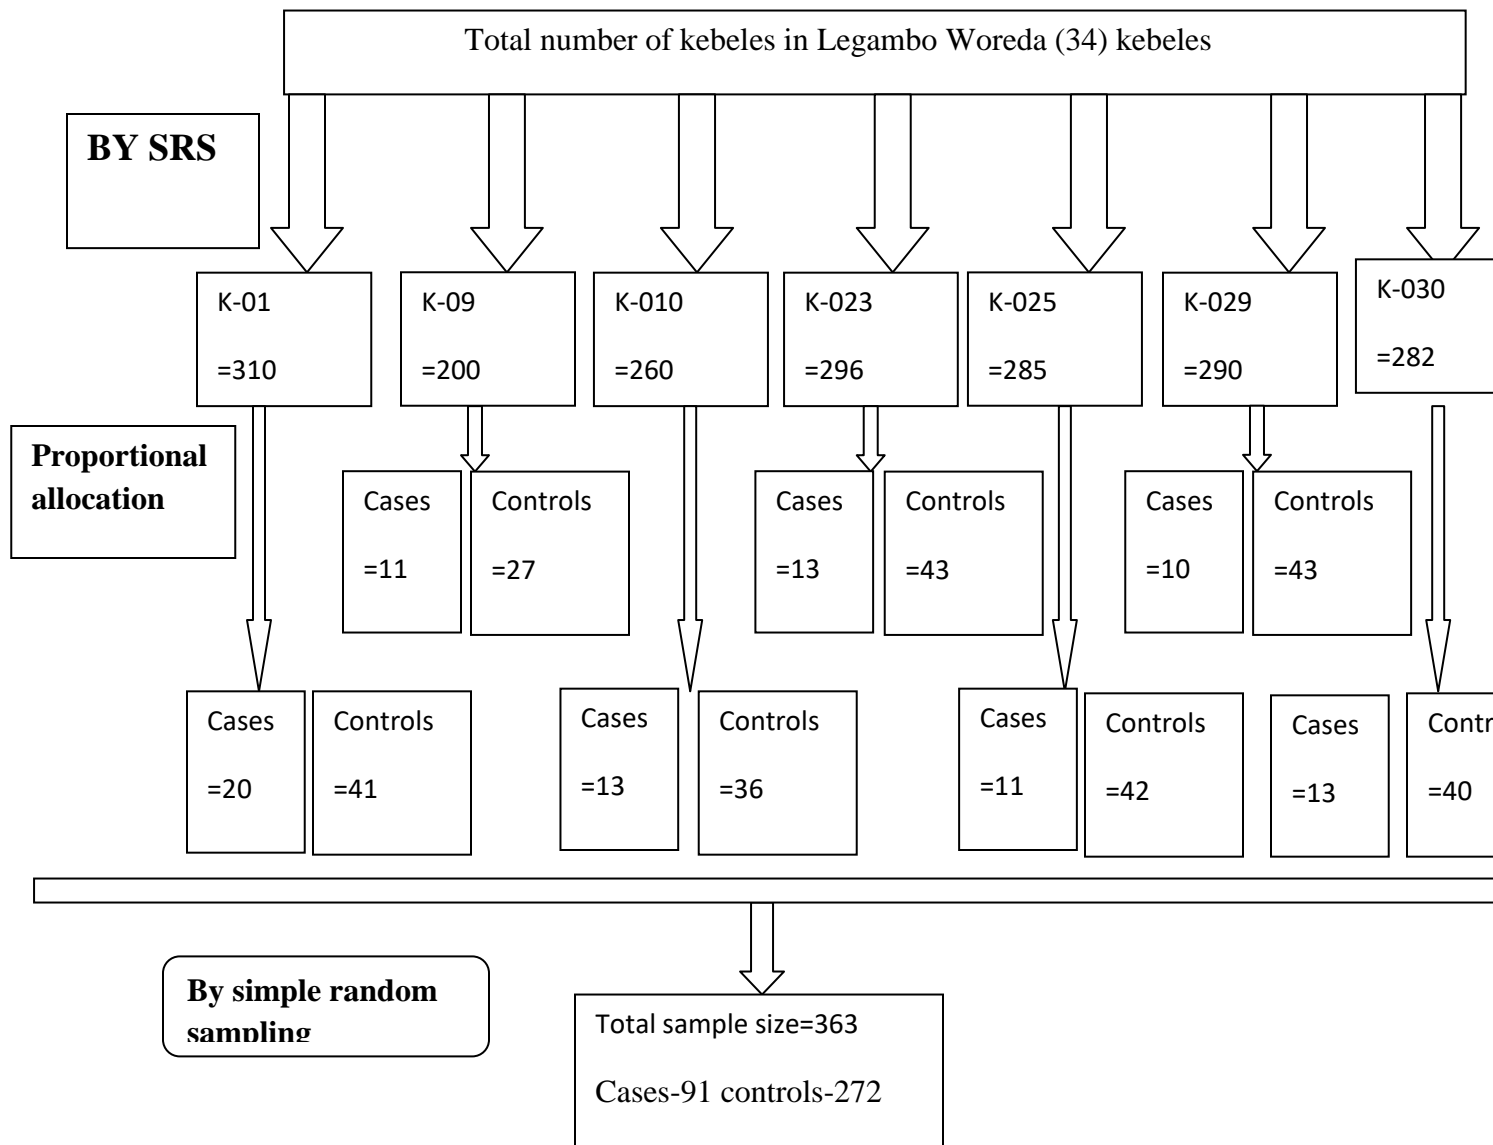 Total number of kebeles in Legambo Woreda (34) kebeles
BY SRS
K-01
=310
K-09
=200
K-010
=260
K-023
=296
K-025
=285
K-029
=290
K-030
=282
Proportional
allocation
Cases
=11
Controls
=27
Cases
=13
Controls
=43
Cases
=10
Controls
=43
Cases
=20
Controls
=41
Cases
=13
Controls
=36
Cases
=11
Controls
=42
Cases
=13
Contr
=40
By simple random
sampling
Total sample size=363
Cases-91 controls-272